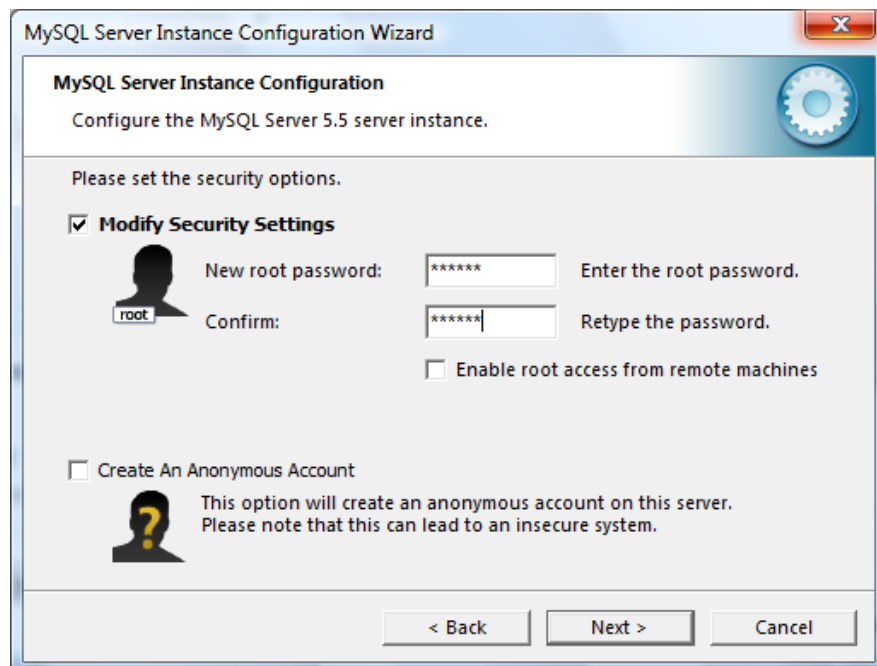 MySQL Server Instance Configuration Wizard
MySQL Server Instance Configuration
Configure the MySQL Server 5.5 server instance.
Please set the security options.
Modify Security Settings
New root password: ****** Enter the root password.
root
Confirm: ****** Retype the password.
Enable root access from remote machines
Create An Anonymous Account
This option will create an anonymous account on this server.
Please note that this can lead to an insecure system.
< Back Next > Cancel